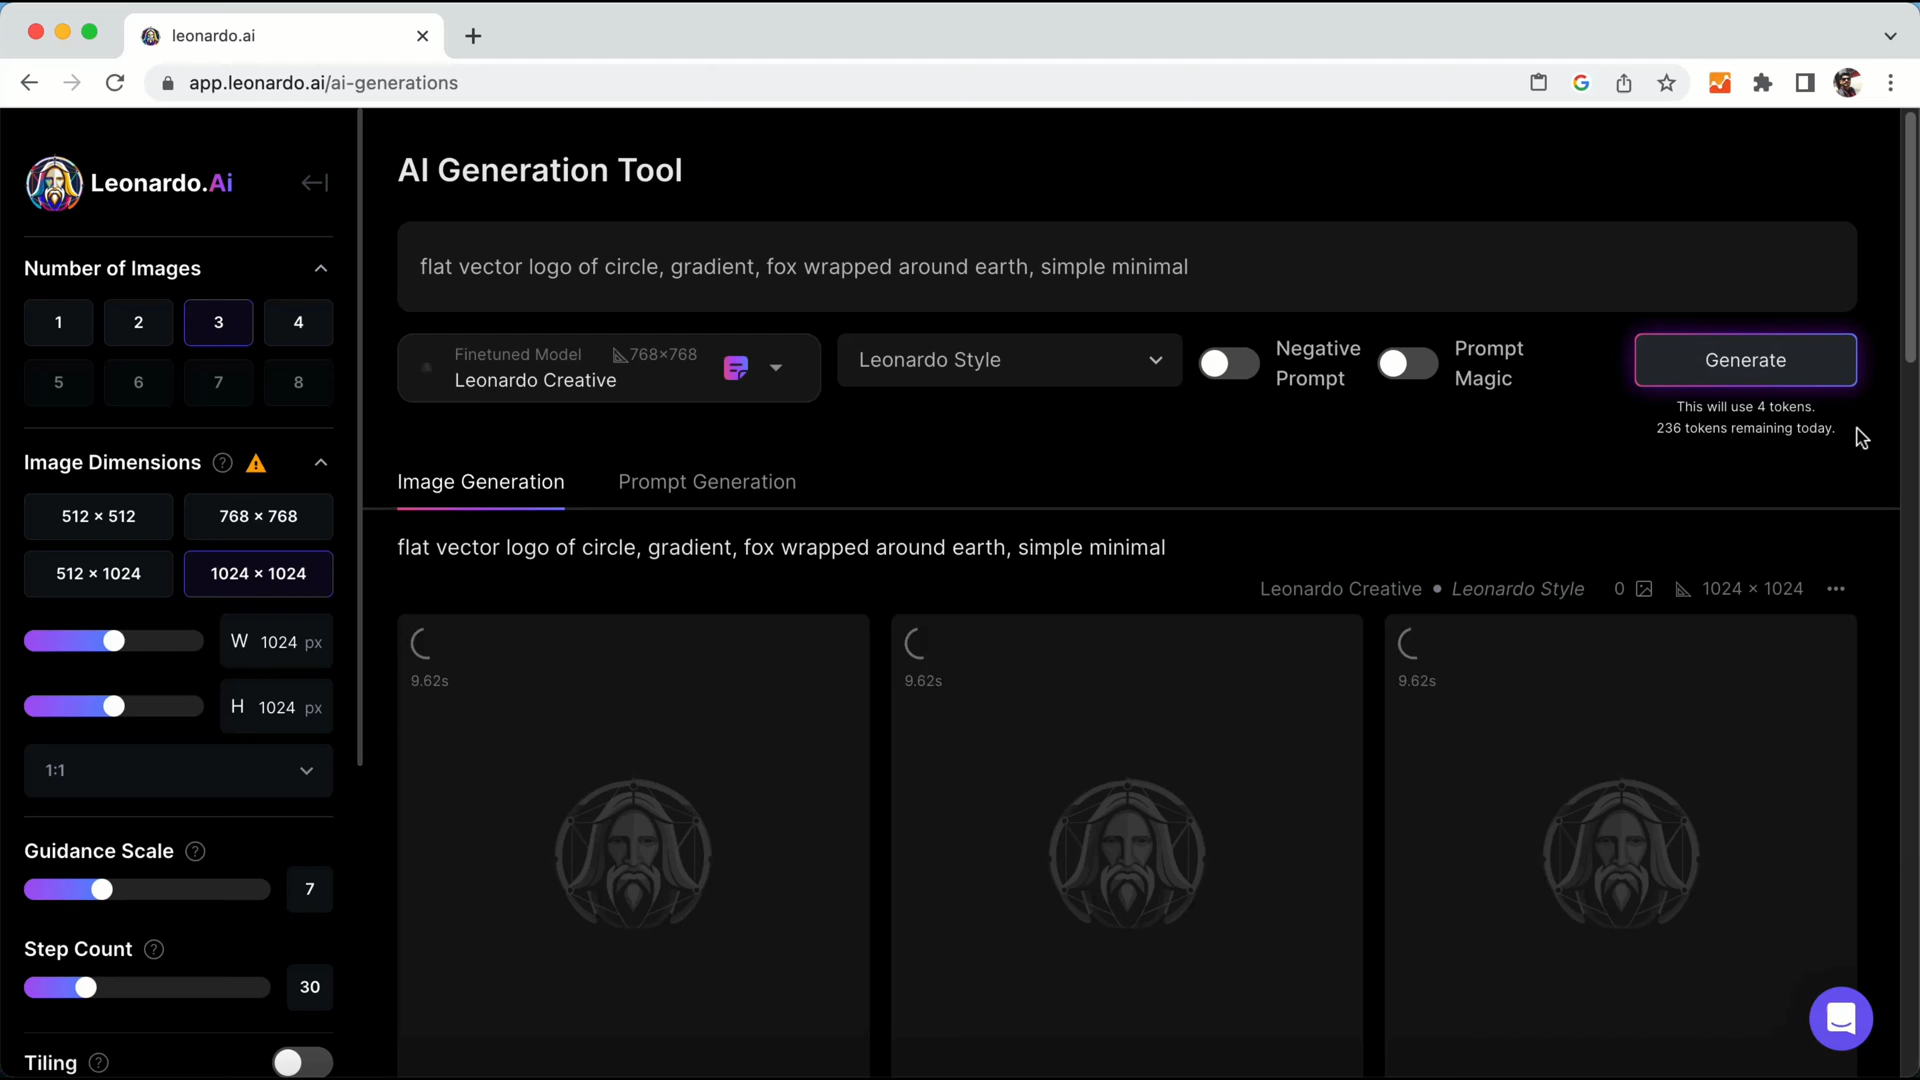 leonardo.ai
app.leonardo.ai/ai-generations
Leonardo.Ai
Number of Images
1 2 3 4
5 6 7 8
Image Dimensions
512 × 512 768 × 768
512 × 1024 1024 × 1024
W 1024 px
H 1024 px
1:1
Guidance Scale
7
Step Count
30
Tiling
AI Generation Tool
flat vector logo of circle, gradient, fox wrapped around earth, simple minimal
Finetuned Model 768×768
Leonardo Creative
Leonardo Style
Negative
Prompt
Prompt
Magic
Generate
This will use 4 tokens.
236 tokens remaining today.
Image Generation Prompt Generation
flat vector logo of circle, gradient, fox wrapped around earth, simple minimal
Leonardo Creative • Leonardo Style 0 1024 × 1024
9.62s 9.62s 9.62s